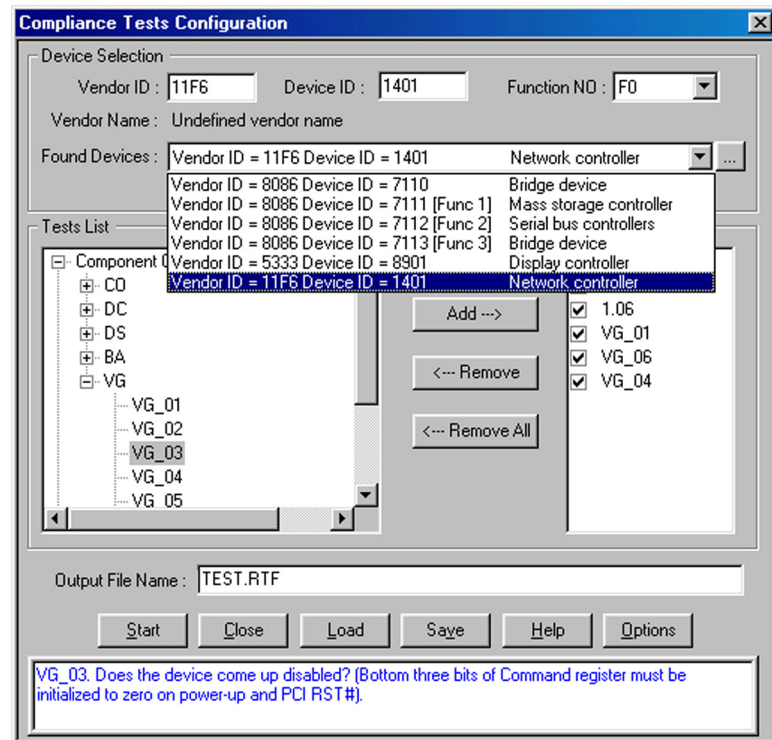 Compliance Tests Configuration
Device Selection
Vendor ID : 11F6 Device ID : 1401 Function NO : F0
Vendor Name : Undefined vendor name
Found Devices : Vendor ID = 11F6 Device ID = 1401 Network controller ...
Vendor ID = 8086 Device ID = 7110 Bridge device
Vendor ID = 8086 Device ID = 7111 [Func 1] Mass storage controller
Vendor ID = 8086 Device ID = 7112 [Func 2] Serial bus controllers
Vendor ID = 8086 Device ID = 7113 [Func 3] Bridge device
Vendor ID = 5333 Device ID = 8901 Display controller
Vendor ID = 11F6 Device ID = 1401 Network controller
Tests List
Component
CO
DC
DS
BA
VG
VG_01
VG_02
VG_03
VG_04
VG_05
Add --->
<--- Remove
<--- Remove All
1.06
VG_01
VG_06
VG_04
Output File Name : TEST.RTF
Start Close Load Save Help Options
VG_03. Does the device come up disabled? (Bottom three bits of Command register must be
initialized to zero on power-up and PCI RST#).